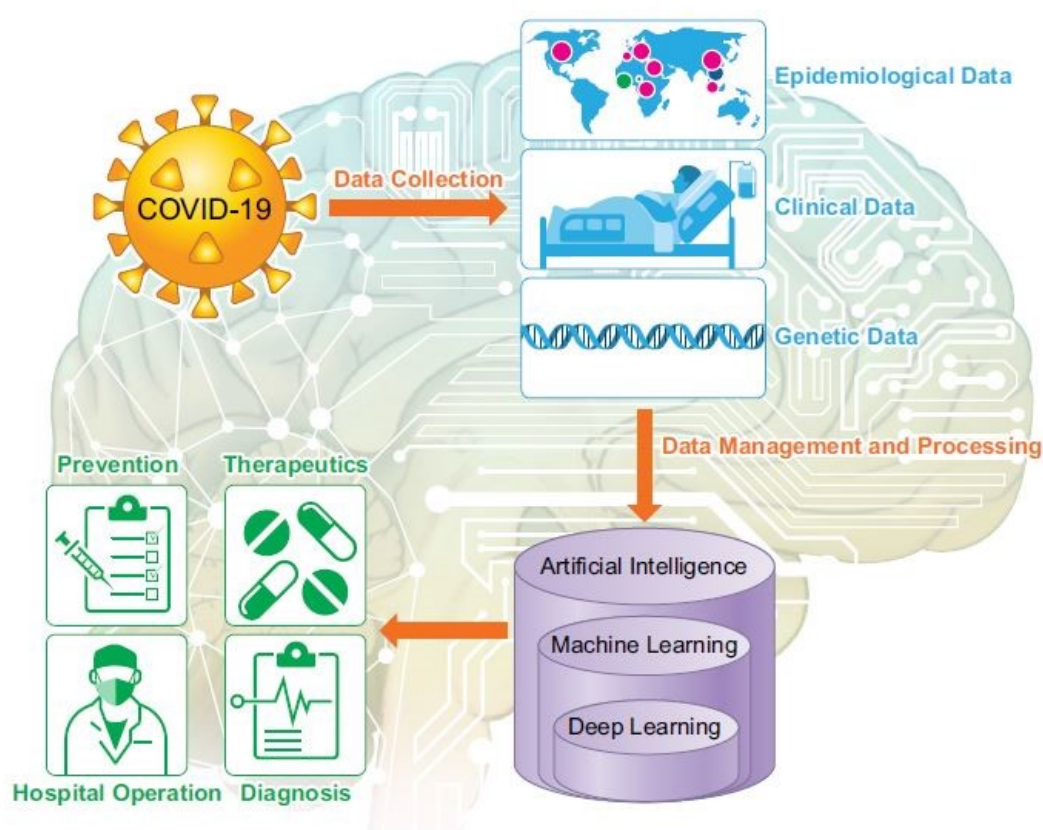 Epidemiological Data
Data Collection
COVID-19
Clinical Data
Genetic Data
Data Management and Processing
Prevention
Therapeutics
Artificial Intelligence
Machine Learning
Deep Learning
Hospital Operation
Diagnosis